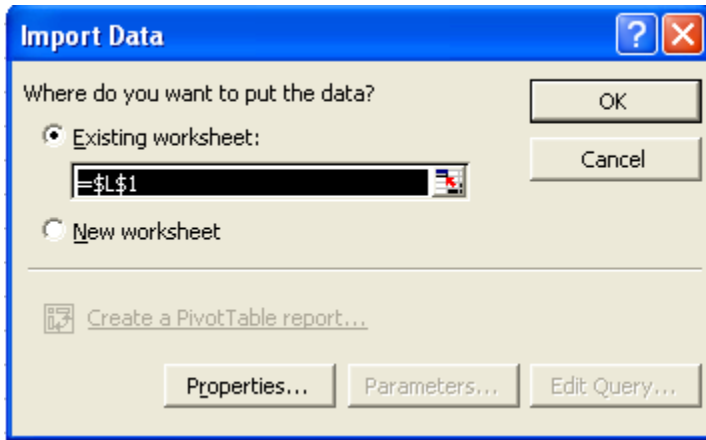 Import Data
Where do you want to put the data?
OK
Existing worksheet:
Cancel
=$L$1
New worksheet
Create a PivotTable report...
Properties...
Parameters...
Edit Query...